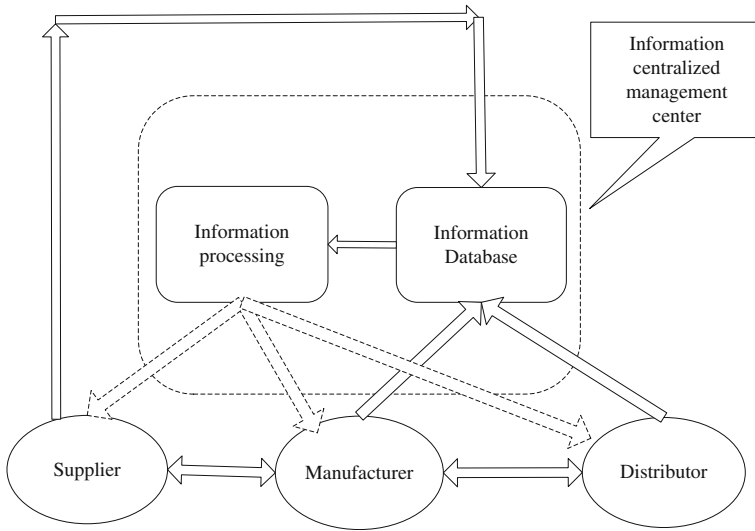 Information
centralized
management
center
Information
processing
Information
Database
Supplier
Manufacturer
Distributor